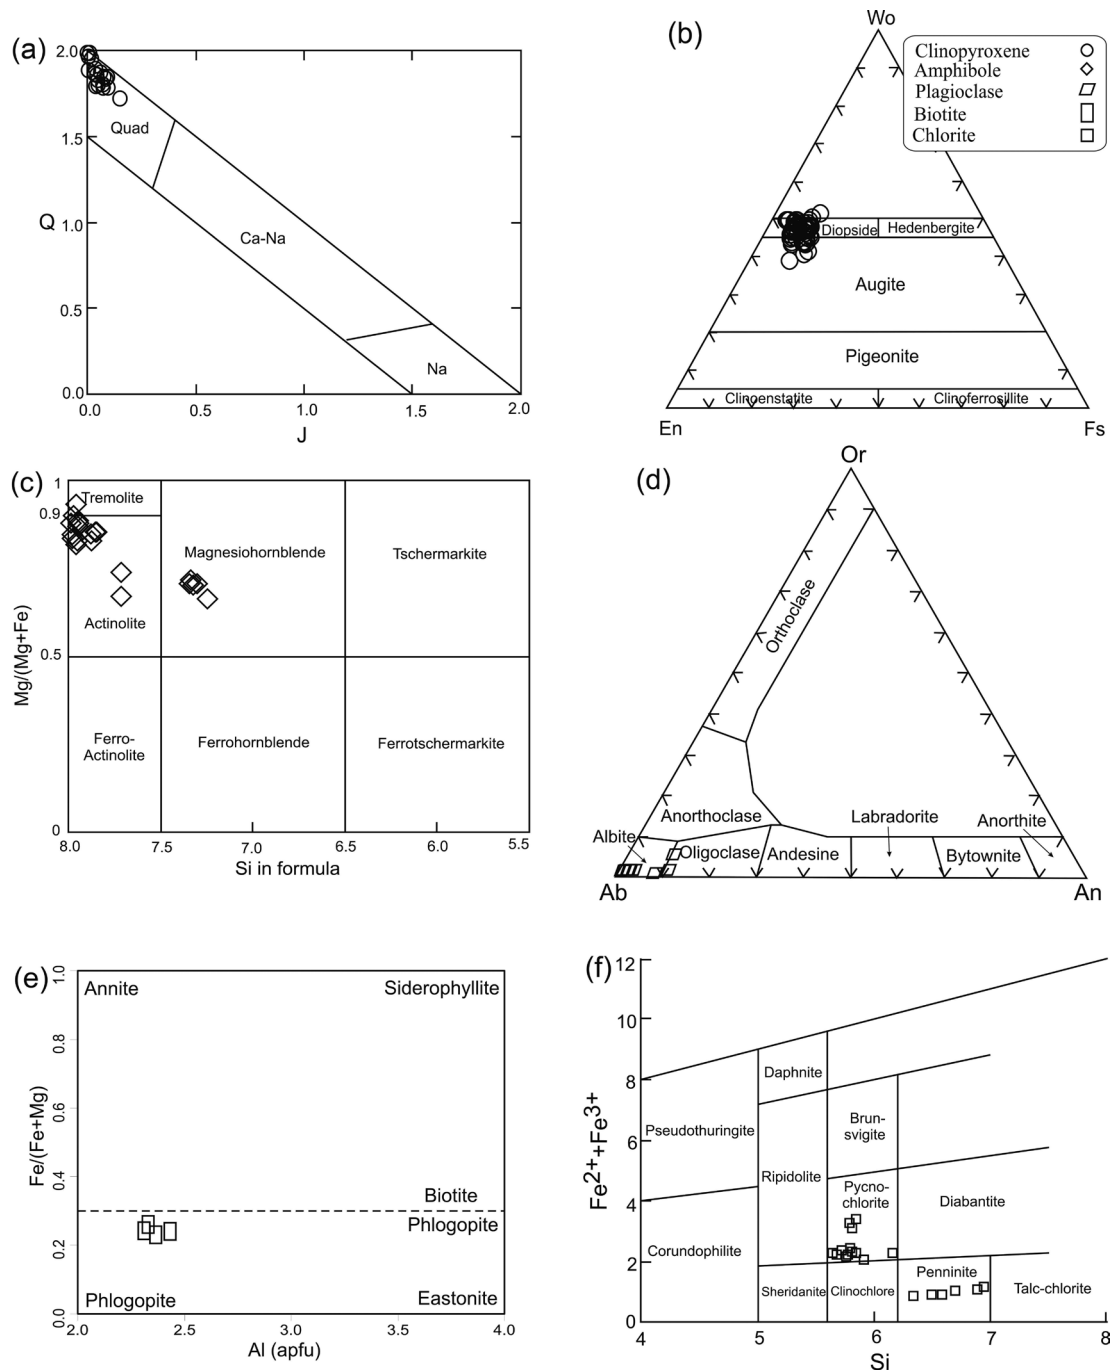 (a)
2.0
1.5
1.0
0.5
0.0
Q
Quad
Ca-Na
Na
0.0
0.5
1.0
1.5
2.0
J
(b)
Wo
Clinopyroxene
Amphibole
Plagioclase
Biotite
Chlorite
Diopside
Hedenbergite
Augite
Pigeonite
Clinoenstatite
Clinoferrosillite
En
Fs
(c)
1
0.9
0.5
0
Mg/(Mg+Fe)
Tremolite
Magnesiohornblende
Tschermarkite
Actinolite
Ferro-
Actinolite
Ferrohornblende
Ferrotschermarkite
8.0
7.5
7.0
6.5
6.0
5.5
Si in formula
(d)
Or
Orthoclase
Anorthoclase
Labradorite
Anorthite
Albite
Oligoclase
Andesine
Bytownite
Ab
An
(e)
1.0
0.8
0.6
0.4
0.2
0.0
Fe/(Fe+Mg)
Annite
Siderophyllite
Biotite
Phlogopite
Phlogopite
Eastonite
2.0
2.5
3.0
3.5
4.0
Al (apfu)
(f)
12
10
8
6
4
2
0
Fe²⁺+Fe³⁺
Daphnite
Pseudothuringite
Brun-
svigite
Ripidolite
Pycno-
chlorite
Diabantite
Corundophilite
Sheridanite
Clinochlore
Penninite
Talc-chlorite
4
5
6
7
8
Si